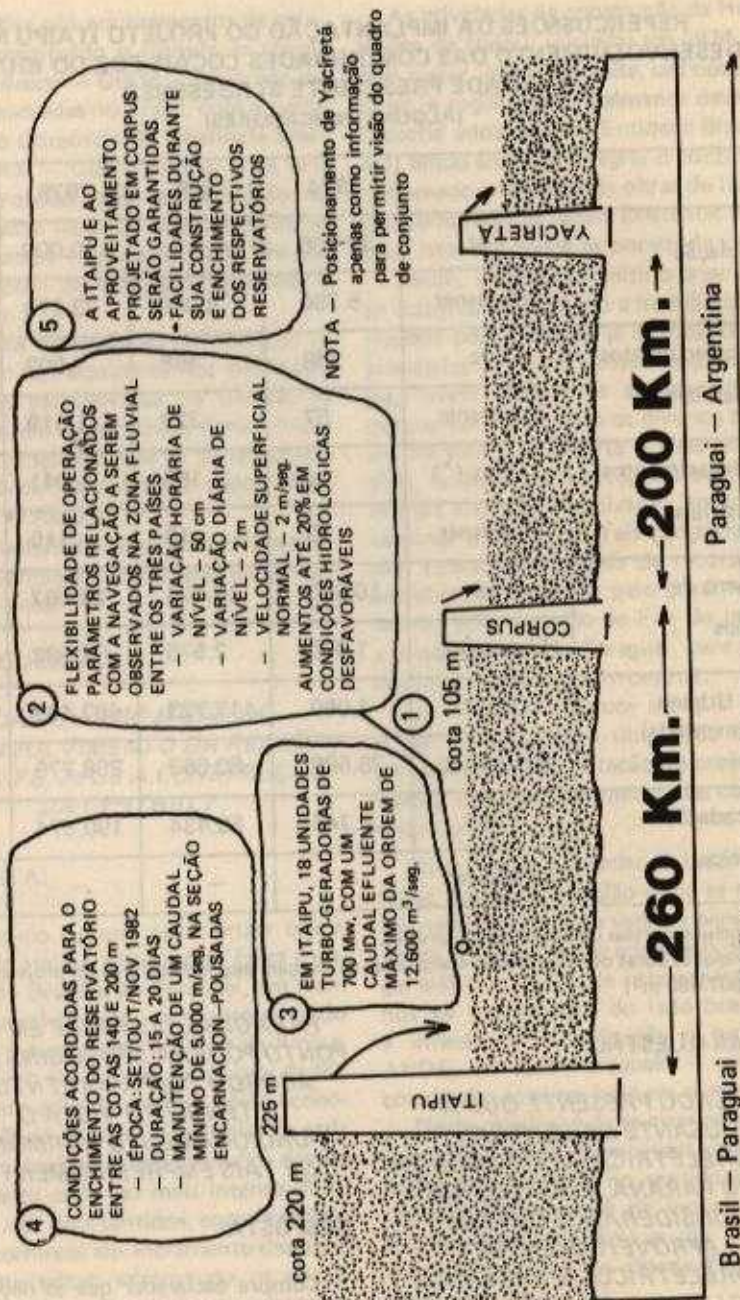 4
CONDIÇÕES ACORDADAS PARA O
ENCHIMENTO DO RESERVATÓRIO
ENTRE AS COTAS 140 E 200 m
— ÉPOCA: SET/OUT/NOV 1982
— DURAÇÃO: 15 A 20 DIAS
— MANUTENÇÃO DE UM CAUDAL
MÍNIMO DE 5.000 m/seg. NA SEÇÃO
ENCARNACION—POUSADAS
2
FLEXIBILIDADE DE OPERAÇÃO
PARÂMETROS RELACIONADOS
COM A NAVEGAÇÃO A SEREM
OBSERVADOS NA ZONA FLUVIAL
ENTRE OS TRÊS PAÍSES
— VARIAÇÃO HORÁRIA DE
NÍVEL — 50 cm
— VARIAÇÃO DIÁRIA DE
NÍVEL — 2 m
— VELOCIDADE SUPERFICIAL
NORMAL — 2 m/seg.
AUMENTOS ATÉ 20% EM
CONDIÇÕES HIDROLÓGICAS
DESFAVORÁVEIS
5
A ITAIPU E AO
APROVEITAMENTO
PROJETADO EM CORPUS
SERÃO GARANTIDAS
• FACILIDADES DURANTE
SUA CONSTRUÇÃO
E ENCHIMENTO
DOS RESPECTIVOS
RESERVATÓRIOS
3
EM ITAIPU, 18 UNIDADES
TURBO-GERADORAS DE
700 Mw, COM UM
CAUDAL EFLUENTE
MÁXIMO DA ORDEM DE
12.600 m³/seg.
1
NOTA — Posicionamento de Yaciretá
apenas como informação
para permitir visão do quadro
de conjunto
cota 220 m
225 m
cota 105 m
ITAIPU
CORPUS
YACIRETÁ
260 Km.
200 Km.
Brasil — Paraguai
Paraguai — Argentina